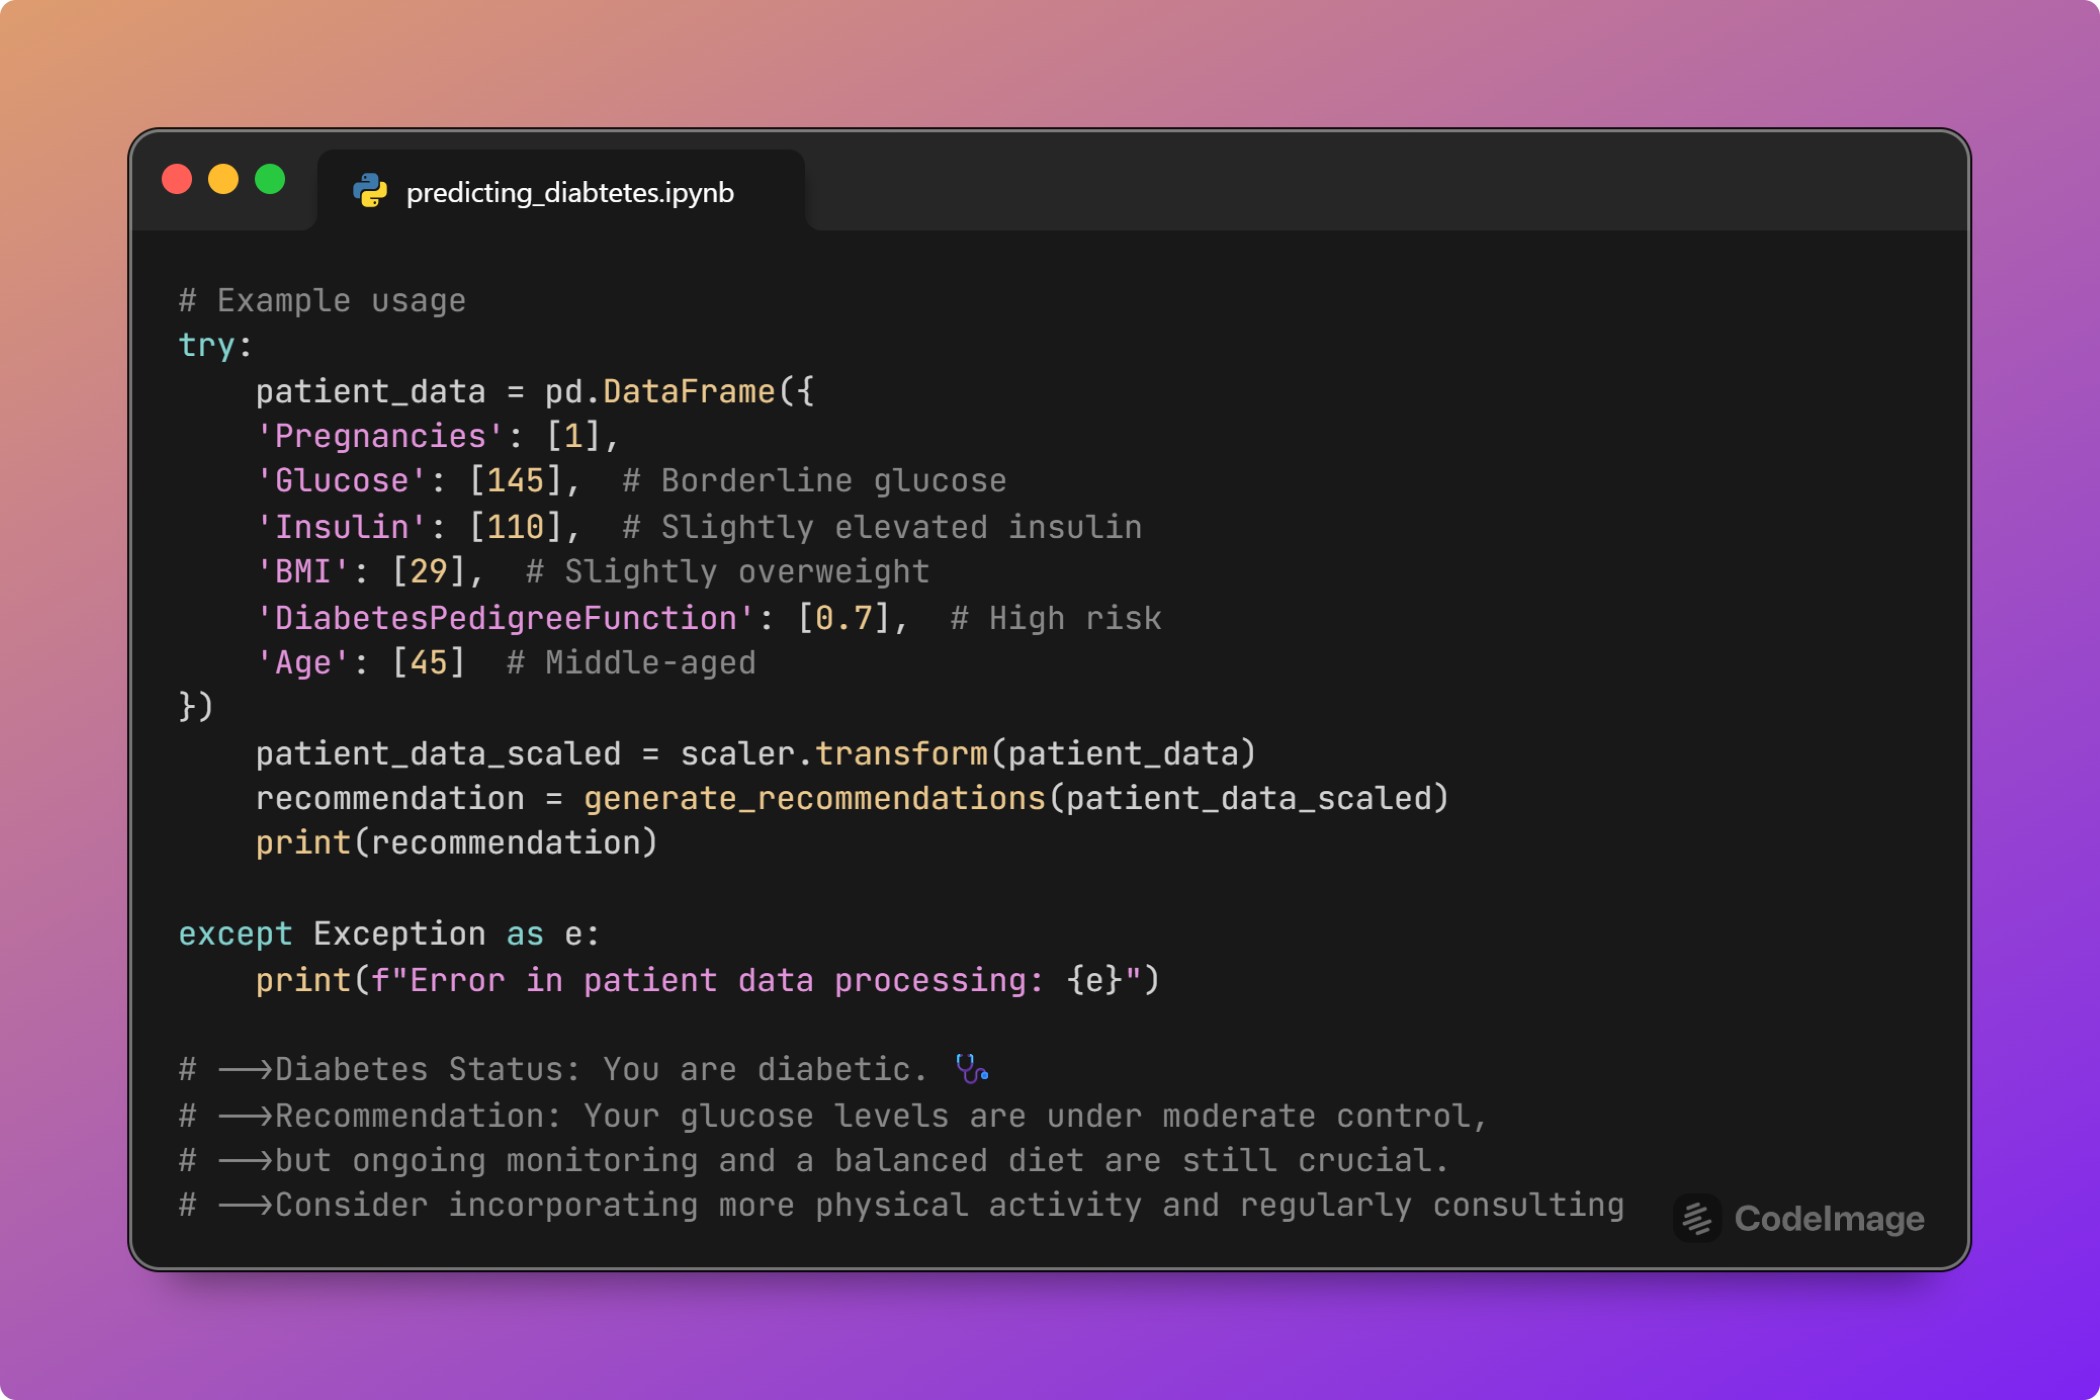 predicting_diabtetes.ipynb
# Example usage
try:
    patient_data = pd.DataFrame({
    'Pregnancies': [1],
    'Glucose': [145],  # Borderline glucose
    'Insulin': [110],  # Slightly elevated insulin
    'BMI': [29],  # Slightly overweight
    'DiabetesPedigreeFunction': [0.7],  # High risk
    'Age': [45]  # Middle-aged
})
    patient_data_scaled = scaler.transform(patient_data)
    recommendation = generate_recommendations(patient_data_scaled)
    print(recommendation)
except Exception as e:
    print(f"Error in patient data processing: {e}")
# -->Diabetes Status: You are diabetic. 🩺
# -->Recommendation: Your glucose levels are under moderate control,
# -->but ongoing monitoring and a balanced diet are still crucial.
# -->Consider incorporating more physical activity and regularly consulting
CodeImage